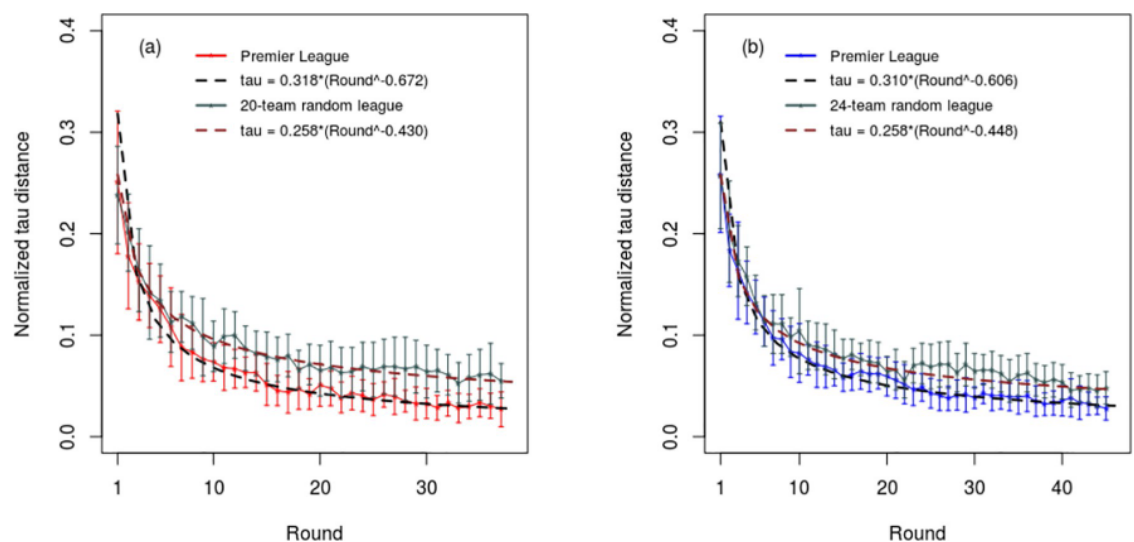 (a)
Premier League
tau = 0.318*(Round^-0.672)
20-team random league
tau = 0.258*(Round^-0.430)
Normalized tau distance
0.4
0.3
0.2
0.1
0.0
1
10
20
30
Round
(b)
Premier League
tau = 0.310*(Round^-0.606)
24-team random league
tau = 0.258*(Round^-0.448)
Normalized tau distance
0.4
0.3
0.2
0.1
0.0
1
10
20
30
40
Round